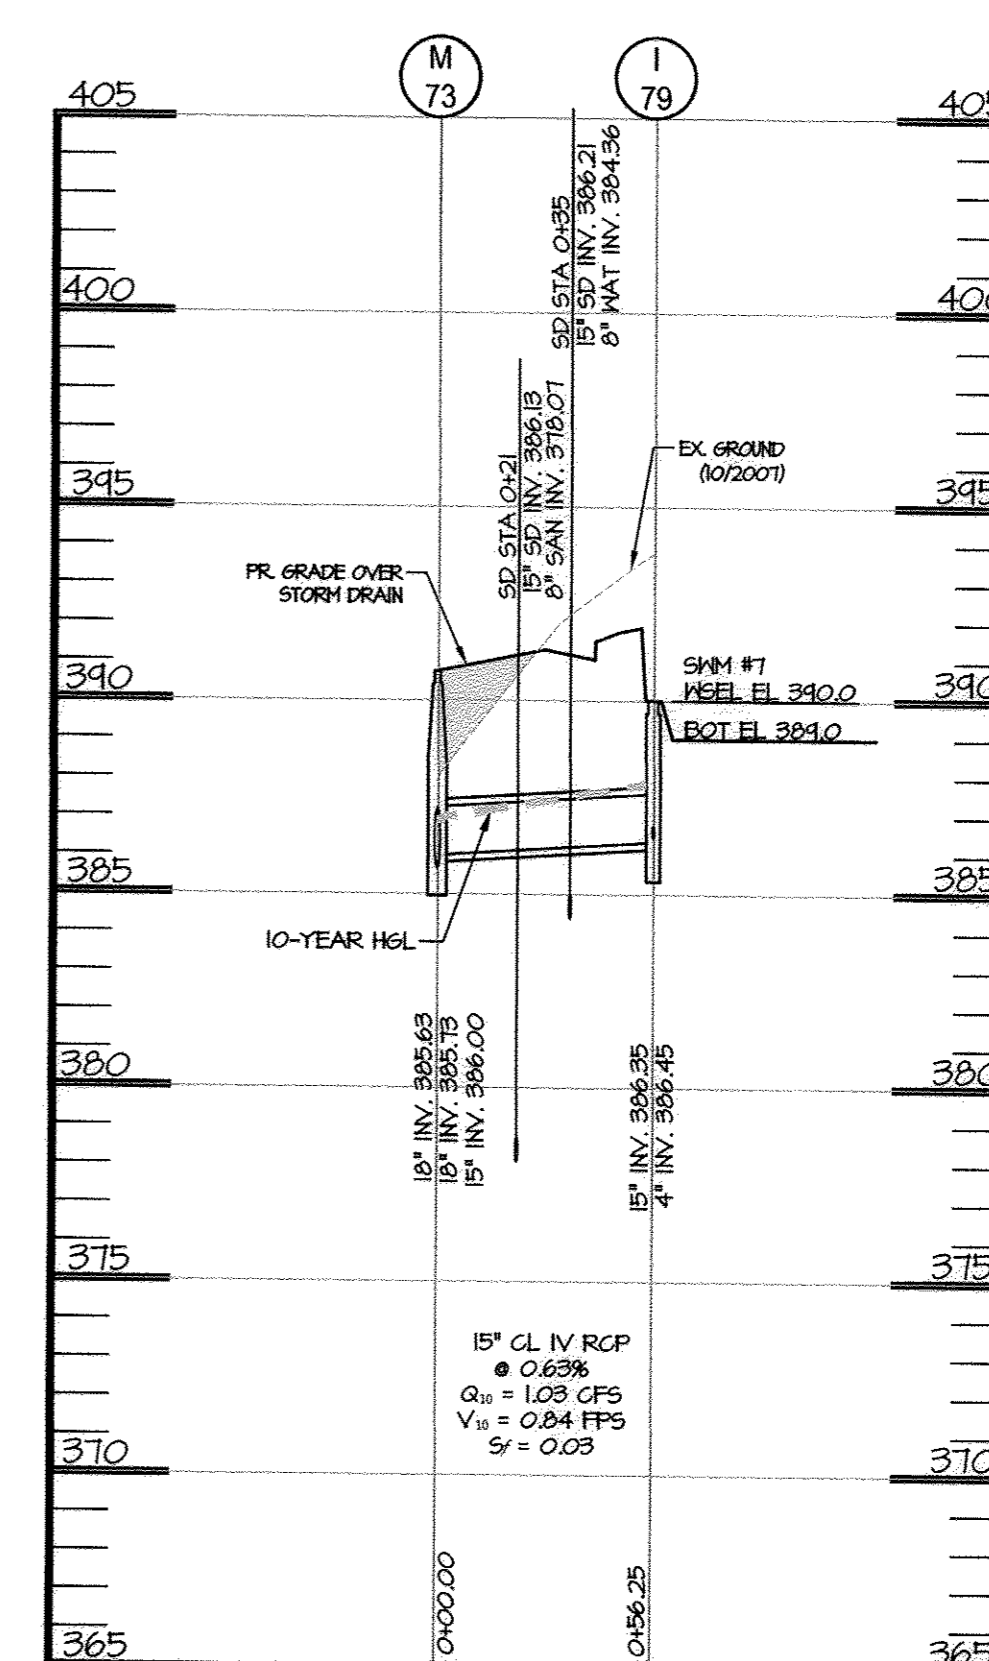 M
73
I
79
405
405
SD STA 0+35
15" SD INV. 386.21
8" WAT INV. 384.36
400
400
SD STA 0+21
15" SD INV. 386.13
8" SAN INV. 378.07
EX. GROUND
(10/2007)
395
395
PR. GRADE OVER
STORM DRAIN
SWM #7
WSEL EL 390.0
390
390
BOT EL 389.0
385
385
10-YEAR HGL
18" INV. 385.63
18" INV. 385.73
15" INV. 386.00
15" INV. 386.35
4" INV. 386.45
380
380
375
375
15" CL IV RCP
@ 0.63%
Q10 = 1.03 CFS
V10 = 0.84 FPS
Sf = 0.03
370
370
0+00.00
0+56.25
365
365